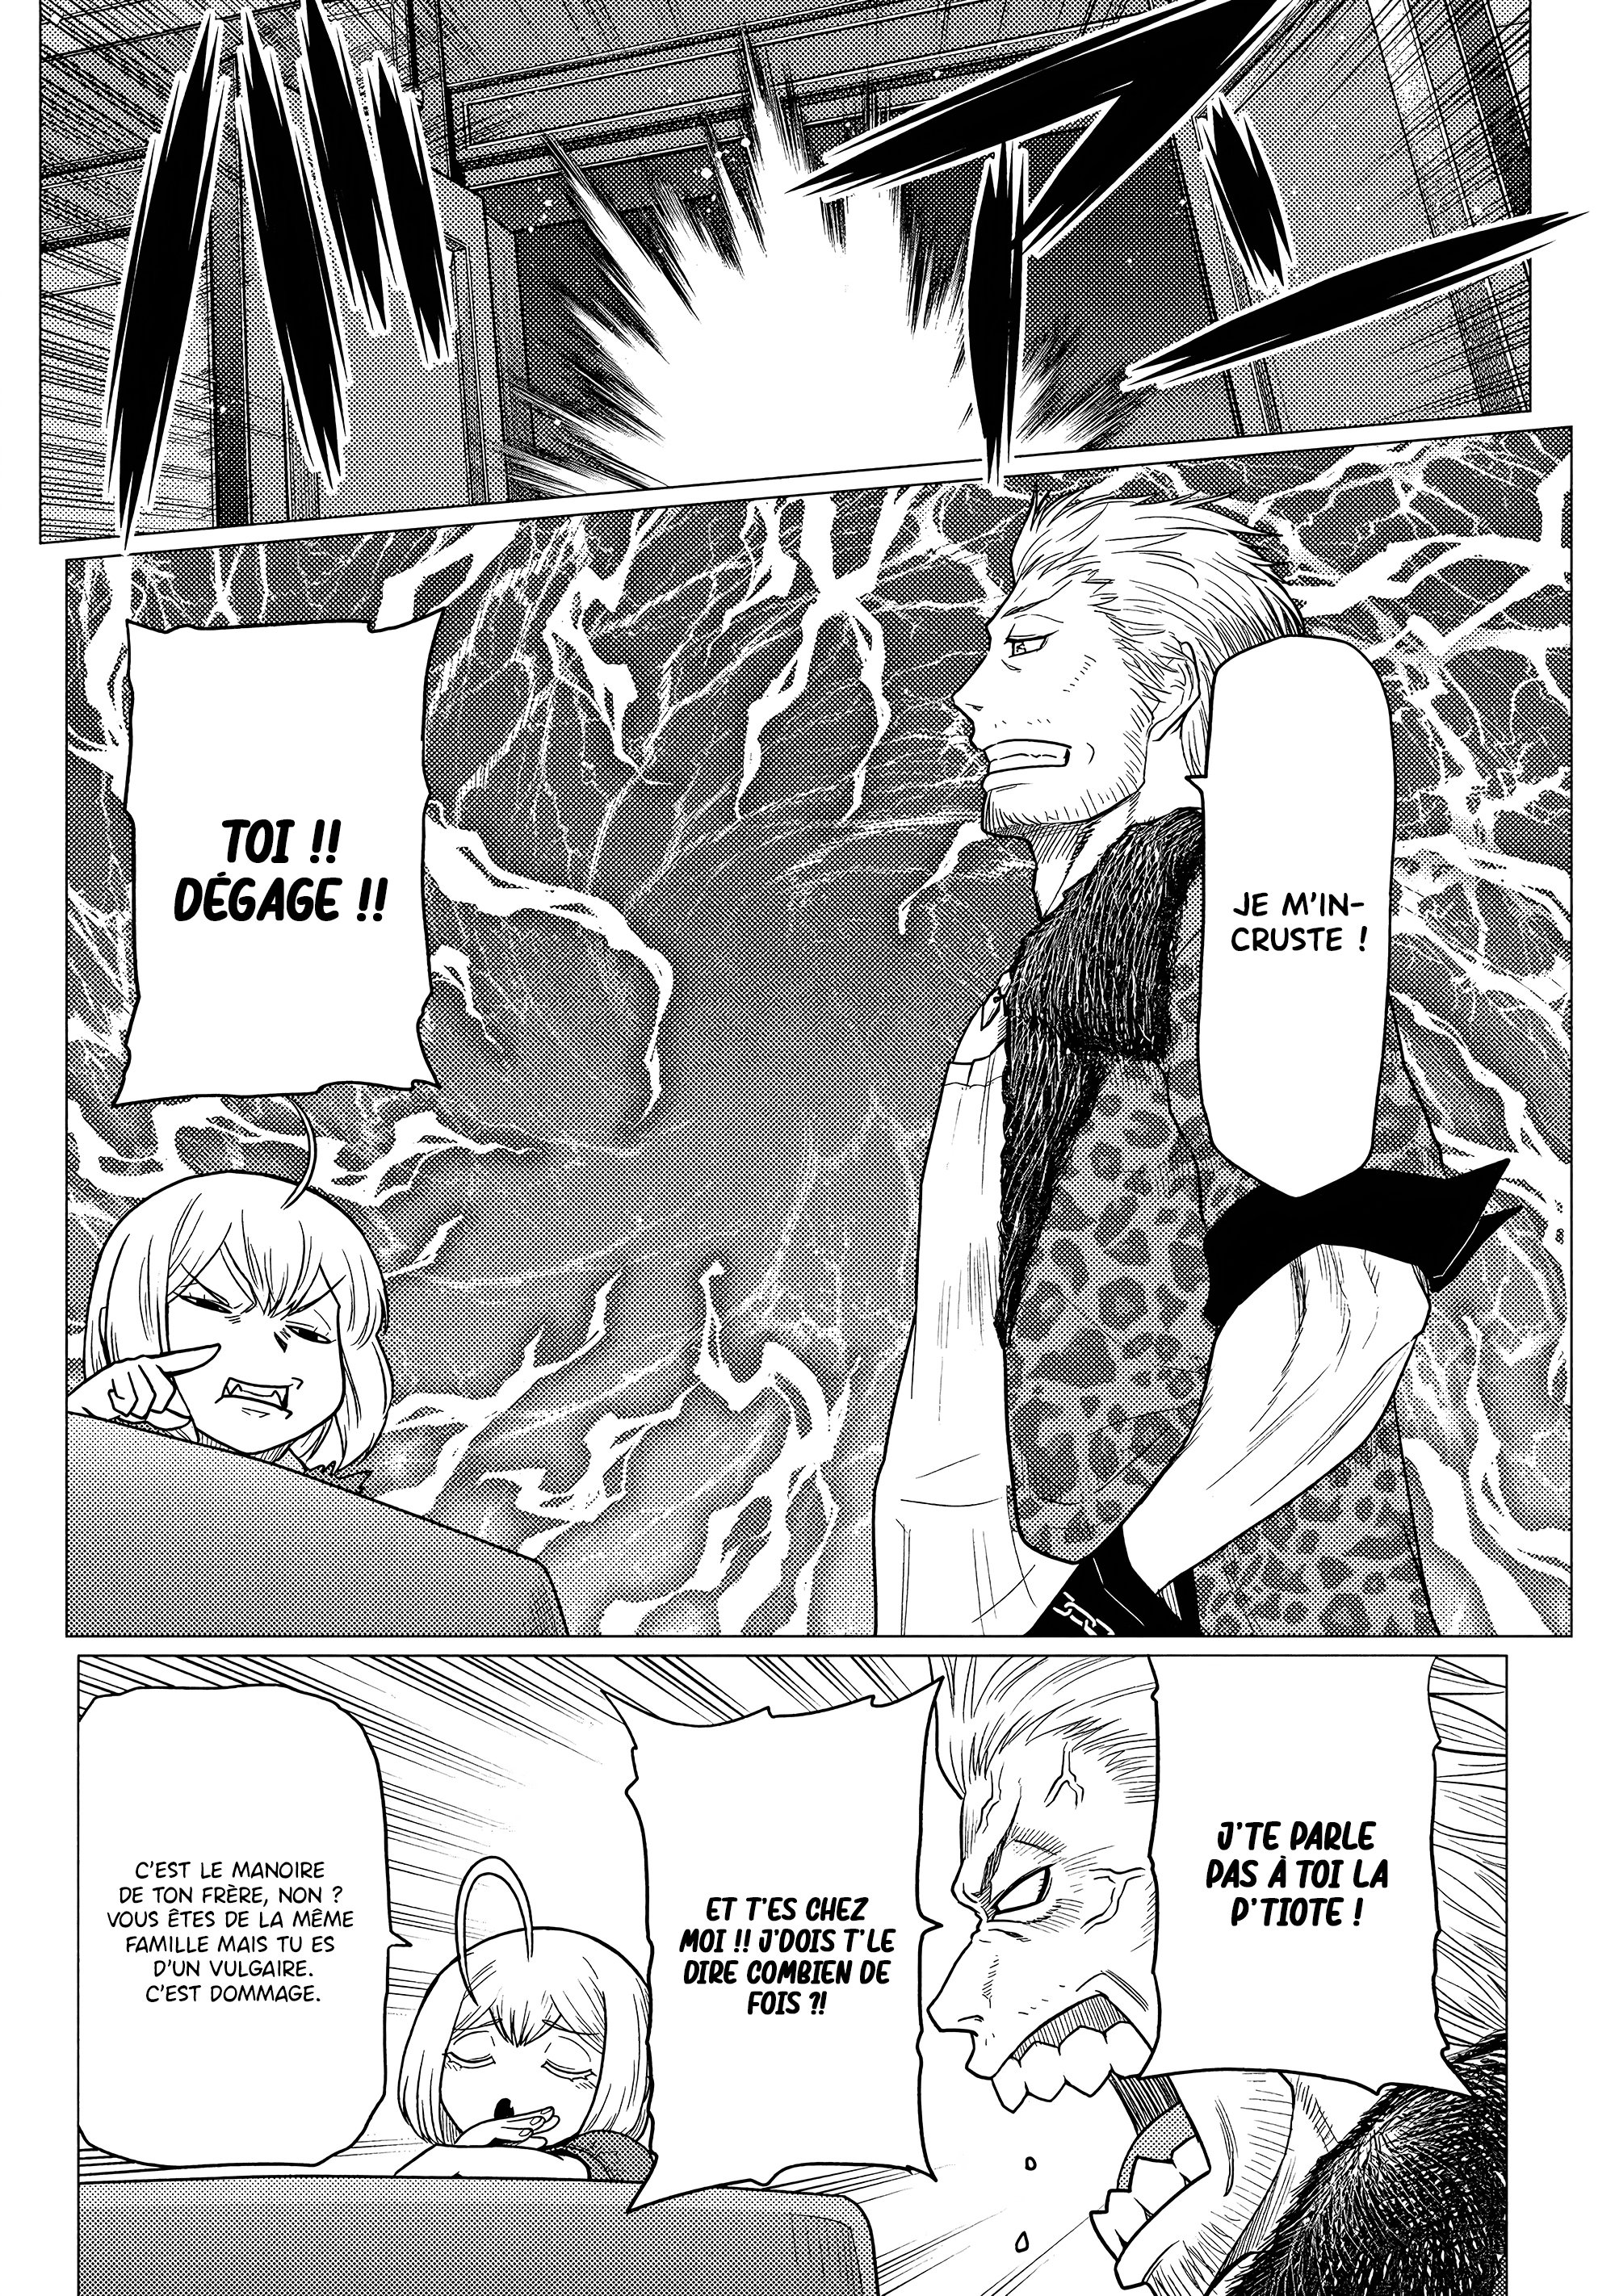 JE M'IN-
CRUSTE !
TOI !!
DÉGAGE !!
J'TE PARLE
PAS À TOI LA
P'TIOTE !
ET T'ES CHEZ
MOI !! J'DOIS T'LE
DIRE COMBIEN DE
FOIS ?!
C'EST LE MANOIRE
DE TON FRÈRE, NON ?
VOUS ÊTES DE LA MÊME
FAMILLE MAIS TU ES
D'UN VULGAIRE.
C'EST DOMMAGE.